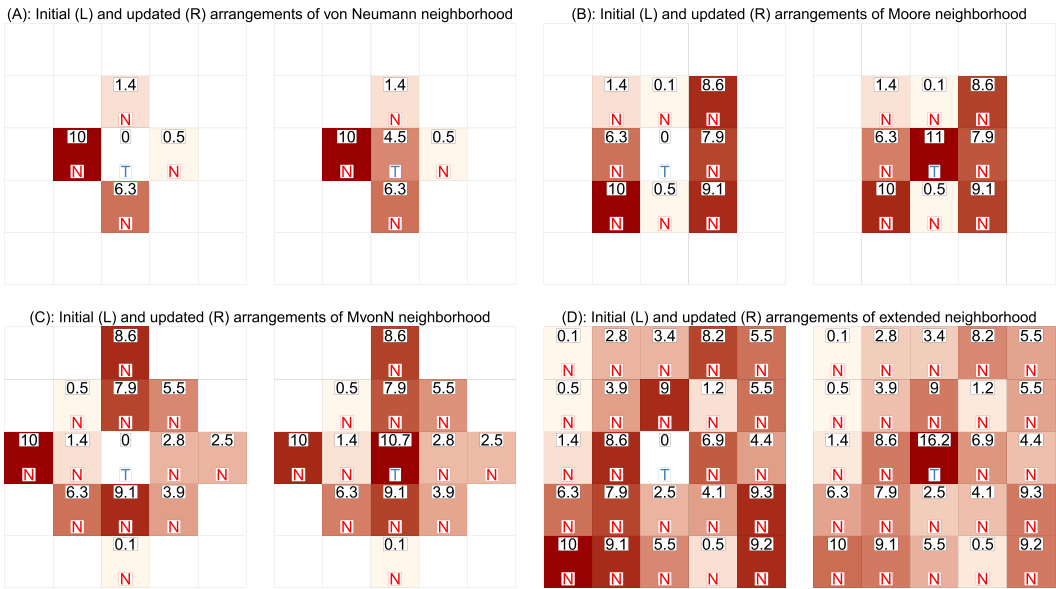 (A): Initial (L) and updated (R) arrangements of von Neumann neighborhood
1.4
N
10 0 0.5
N T N
6.3
N
1.4
N
10 4.5 0.5
N T N
6.3
N
(B): Initial (L) and updated (R) arrangements of Moore neighborhood
1.4 0.1 8.6
N N N
6.3 0 7.9
N T N
10 0.5 9.1
N N N
1.4 0.1 8.6
N N N
6.3 11 7.9
N T N
10 0.5 9.1
N N N
(C): Initial (L) and updated (R) arrangements of MvonN neighborhood
8.6
N
0.5 7.9 5.5
N N N
10 1.4 0 2.8 2.5
N N T N N
6.3 9.1 3.9
N N N
0.1
N
8.6
N
0.5 7.9 5.5
N N N
10 1.4 10.7 2.8 2.5
N N T N N
6.3 9.1 3.9
N N N
0.1
N
(D): Initial (L) and updated (R) arrangements of extended neighborhood
0.1 2.8 3.4 8.2 5.5
N N N N N
0.5 3.9 9 1.2 5.5
N N N N N
1.4 8.6 0 6.9 4.4
N N T N N
6.3 7.9 2.5 4.1 9.3
N N N N N
10 9.1 5.5 0.5 9.2
N N N N N
0.1 2.8 3.4 8.2 5.5
N N N N N
0.5 3.9 9 1.2 5.5
N N N N N
1.4 8.6 16.2 6.9 4.4
N N T N N
6.3 7.9 2.5 4.1 9.3
N N N N N
10 9.1 5.5 0.5 9.2
N N N N N